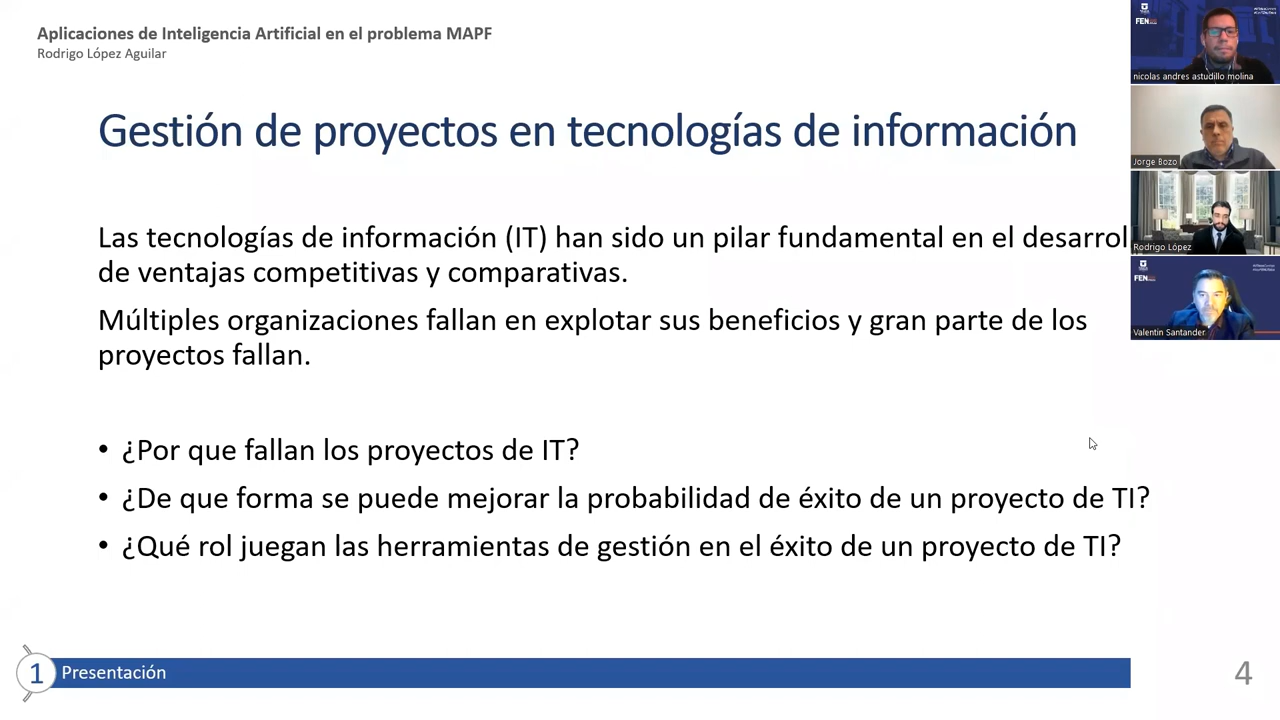 Aplicaciones de Inteligencia Artificial en el problema MAPF
Rodrigo López Aguilar
Gestión de proyectos en tecnologías de información
Las tecnologías de información (IT) han sido un pilar fundamental en el desarrol
de ventajas competitivas y comparativas.
Múltiples organizaciones fallan en explotar sus beneficios y gran parte de los
proyectos fallan.
• ¿Por que fallan los proyectos de IT?
• ¿De que forma se puede mejorar la probabilidad de éxito de un proyecto de TI?
• ¿Qué rol juegan las herramientas de gestión en el éxito de un proyecto de TI?
1 Presentación
4
FEN
nicolas andres astudillo molina
Jorge Bozo
Rodrigo López
FEN
Valentin Santander